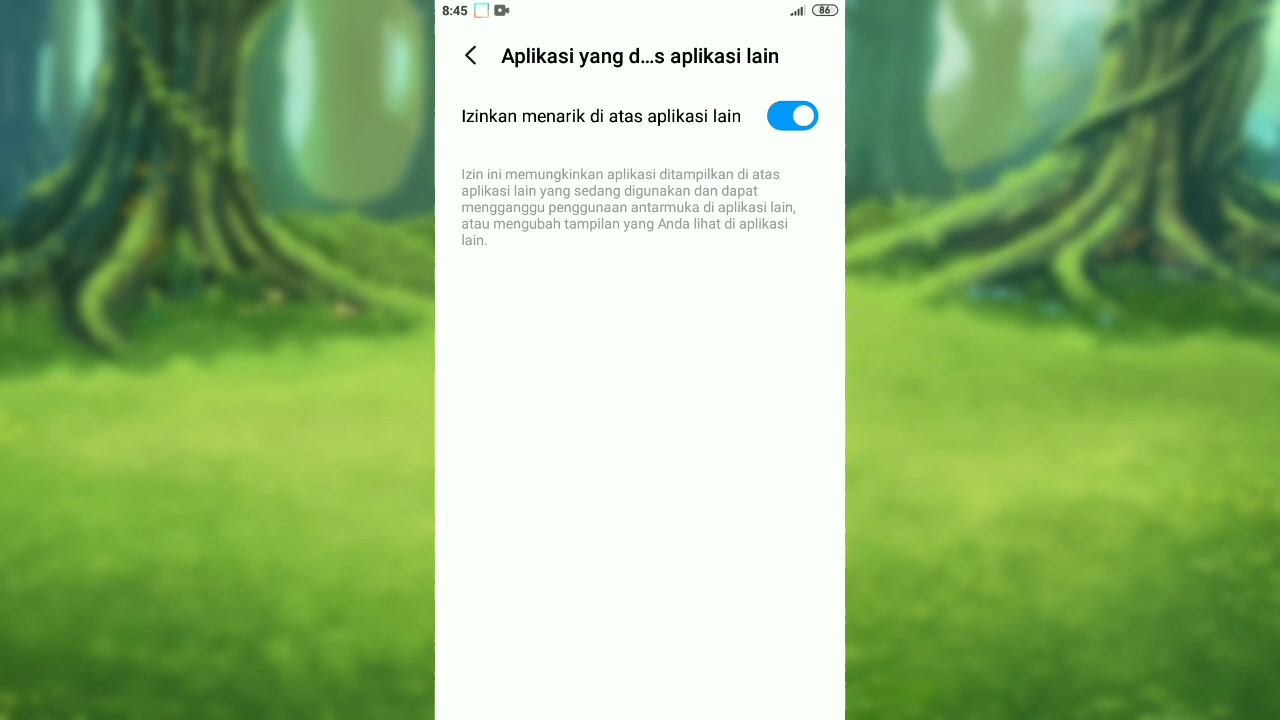 8:45
86
Aplikasi yang d...s aplikasi lain
Izinkan menarik di atas aplikasi lain
Izin ini memungkinkan aplikasi ditampilkan di atas
aplikasi lain yang sedang digunakan dan dapat
mengganggu penggunaan antarmuka di aplikasi lain,
atau mengubah tampilan yang Anda lihat di aplikasi
lain.